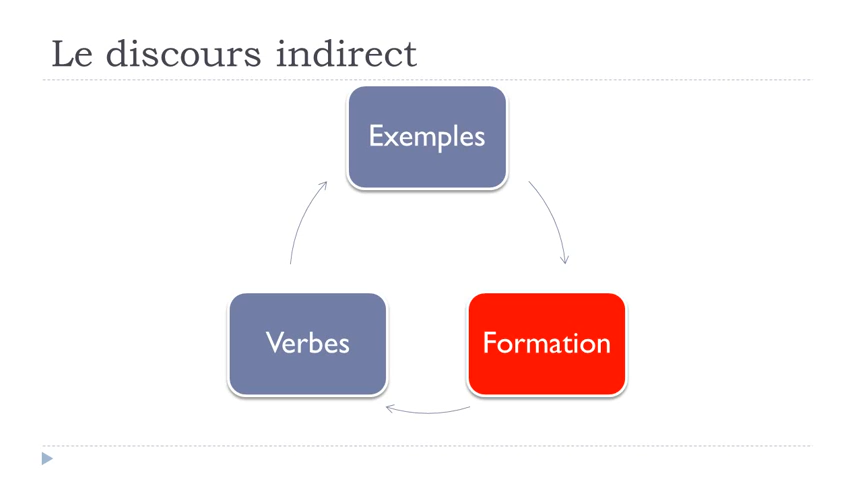 Le discours indirect
Exemples
Verbes
Formation